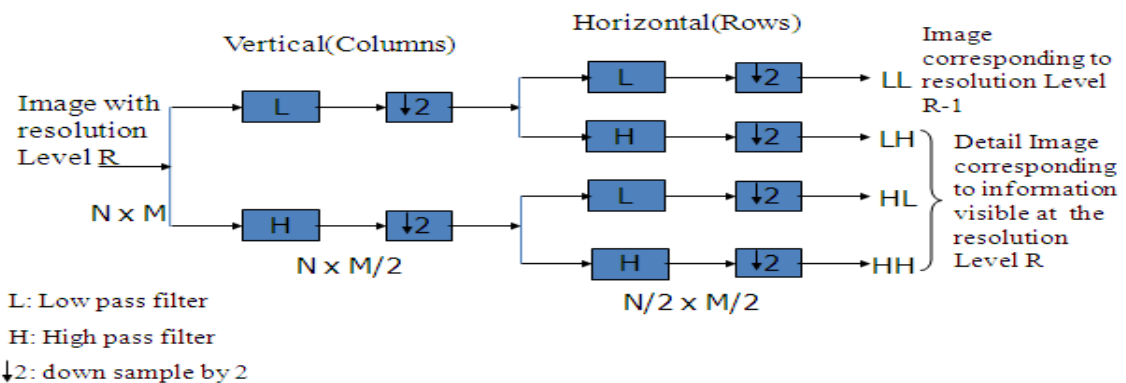 Vertical(Columns)
Horizontal(Rows)
Image with
resolution
Level R
N x M
L
↓2
H
↓2
N x M/2
L
↓2
LL
H
↓2
LH
L
↓2
HL
H
↓2
HH
N/2 x M/2
Image
corresponding to
resolution Level
R-1
Detail Image
corresponding
to information
visible at the
resolution
Level R
L: Low pass filter
H: High pass filter
↓2: down sample by 2